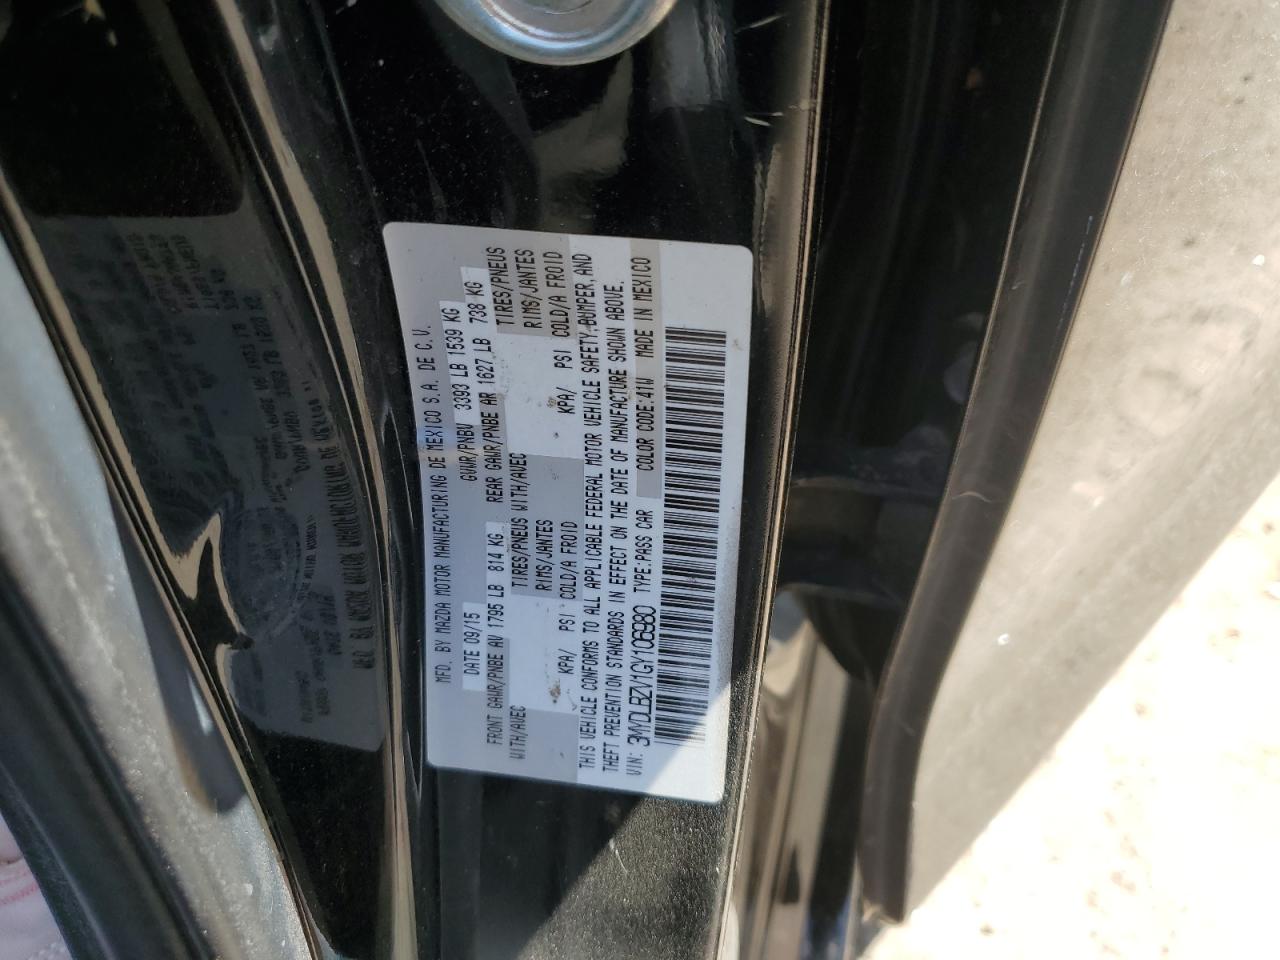 MFD. BY MAZDA MOTOR MANUFACTURING DE MEXICO S.A. DE C.V.
DATE 09/15 GVWR/PNBV 3393 LB 1539 KG
FRONT GAWR/PNBE AV 1795 LB 814 KG REAR GAWR/PNBE AR 1627 LB 738 KG
WITH/AVEC TIRES/PNEUS WITH/AVEC TIRES/PNEUS
RIMS/JANTES RIMS/JANTES
KPA/ PSI COLD/A FROID KPA/ PSI COLD/A FROID
THIS VEHICLE CONFORMS TO ALL APPLICABLE FEDERAL MOTOR VEHICLE SAFETY, BUMPER, AND
THEFT PREVENTION STANDARDS IN EFFECT ON THE DATE OF MANUFACTURE SHOWN ABOVE.
VIN: 3MYDLBZV1GY106980 TYPE:PASS CAR COLOR CODE:41W MADE IN MEXICO